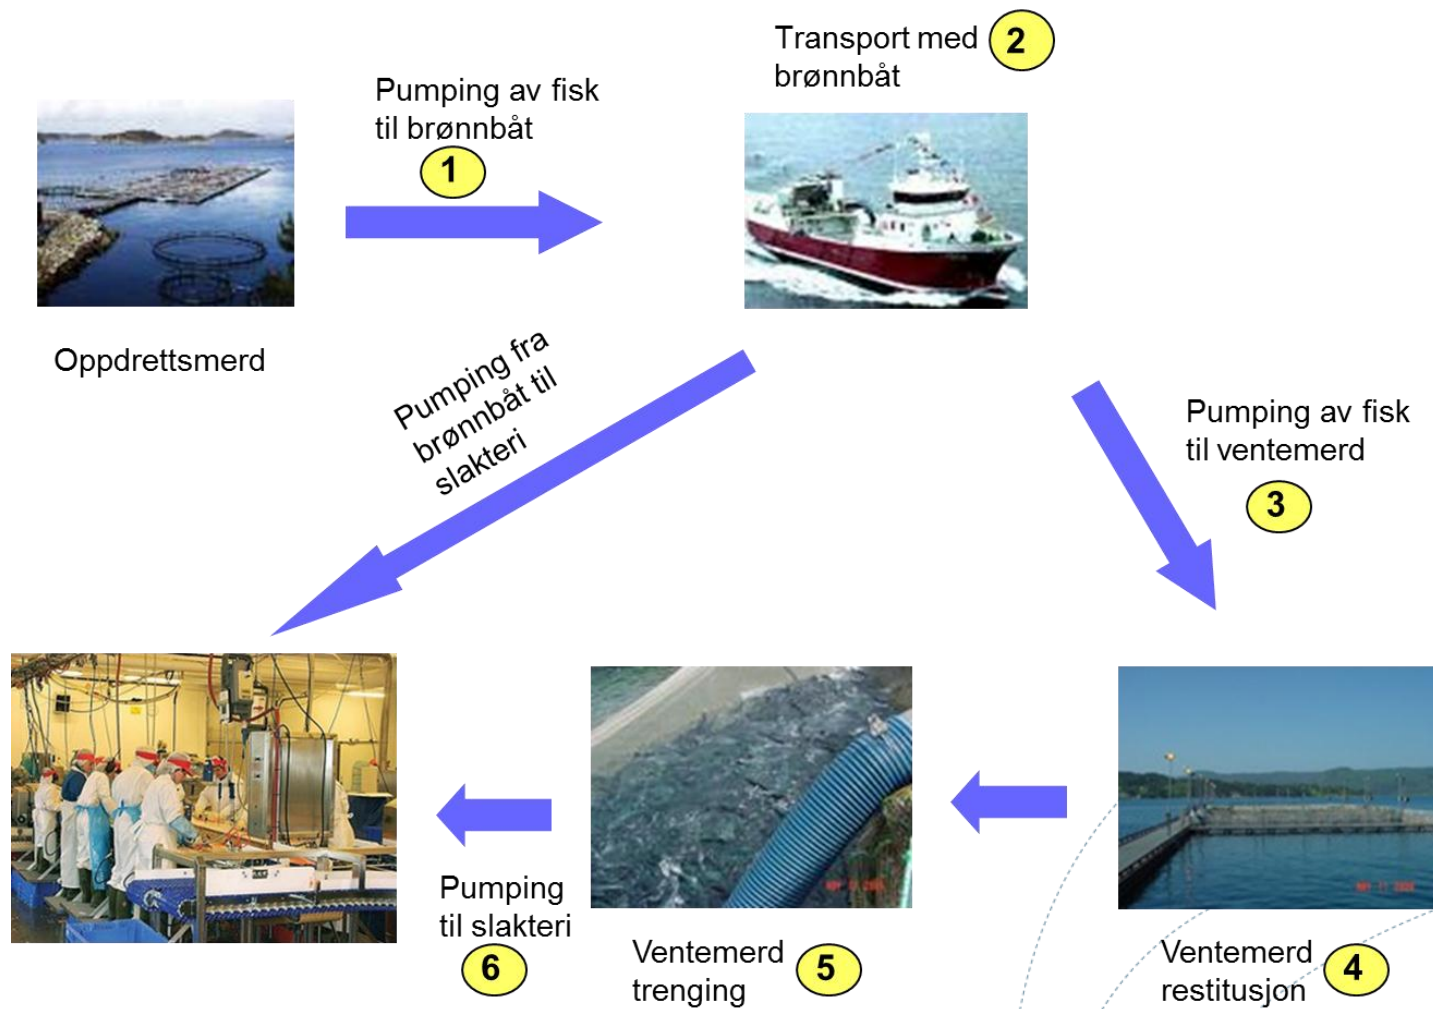 Transport med
brønnbåt
2
Pumping av fisk
til brønnbåt
1
Oppdrettsmerd
Pumping fra
brønnbåt til
slakteri
Pumping av fisk
til ventemerd
3
Pumping
til slakteri
6
Ventemerd
trenging
5
Ventemerd
restitusjon
4